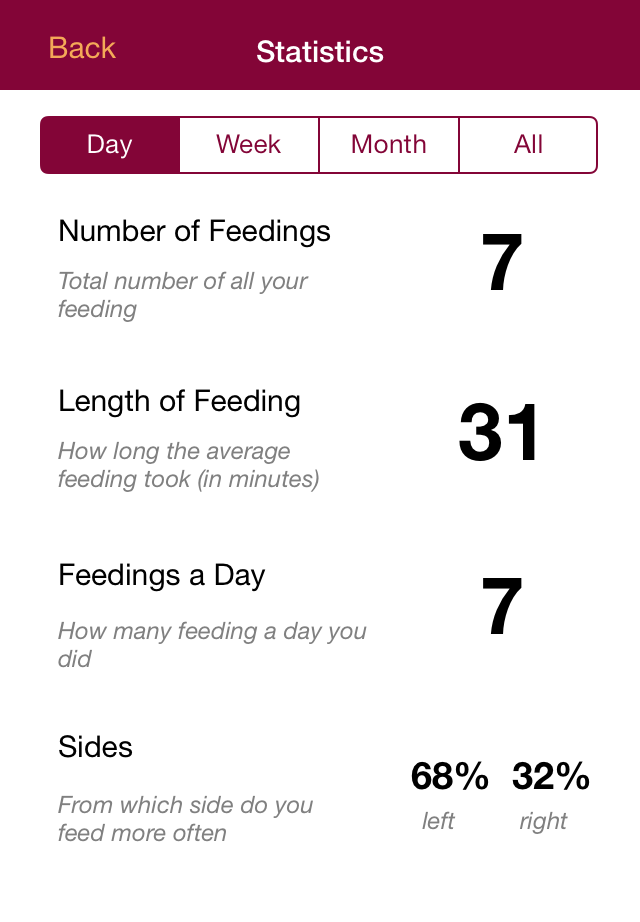 Back
Statistics
Day
Week
Month
All
Number of Feedings
7
Total number of all your
feeding
Length of Feeding
31
How long the average
feeding took (in minutes)
Feedings a Day
7
How many feeding a day you
did
Sides
68% 32%
left right
From which side do you
feed more often